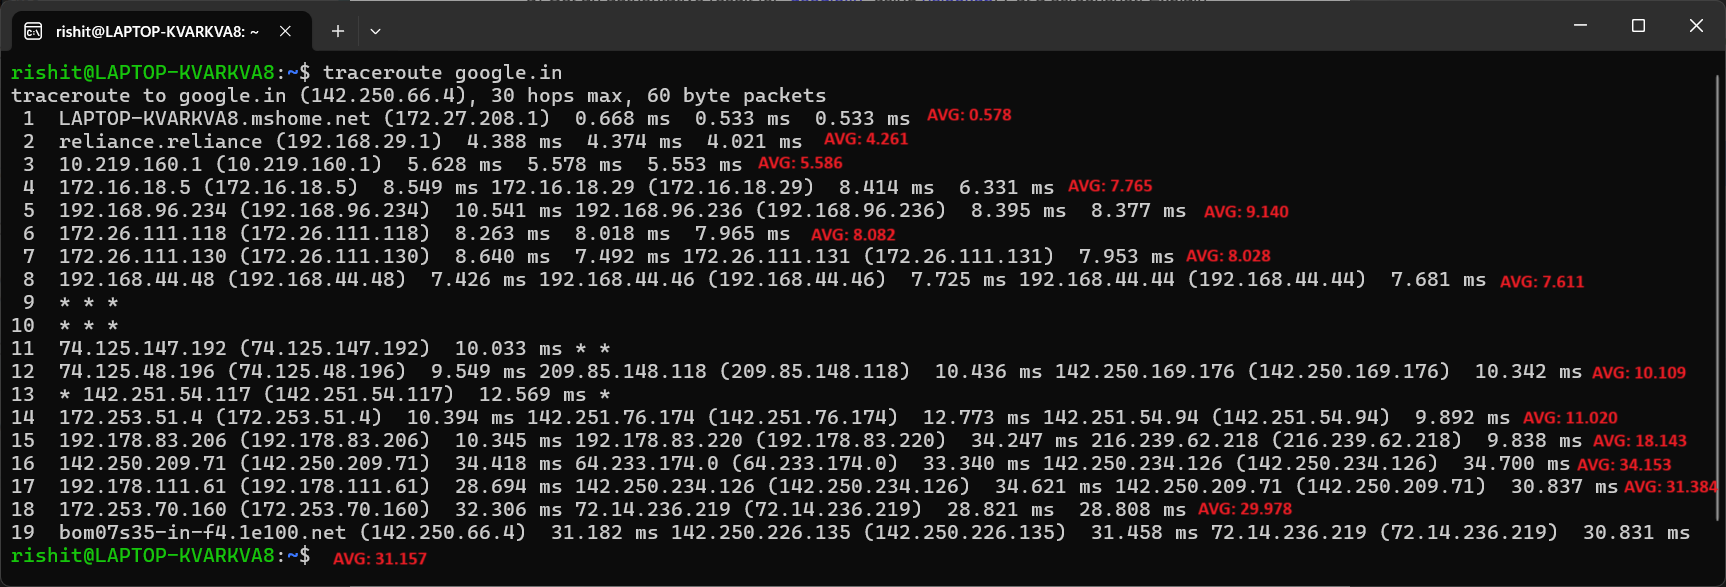 rishit@LAPTOP-KVARKVA8: ~
rishit@LAPTOP-KVARKVA8:~$ traceroute google.in
traceroute to google.in (142.250.66.4), 30 hops max, 60 byte packets
1 LAPTOP-KVARKVA8.mshome.net (172.27.208.1) 0.668 ms 0.533 ms 0.533 ms AVG: 0.578
2 reliance.reliance (192.168.29.1) 4.388 ms 4.374 ms 4.021 ms AVG: 4.261
3 10.219.160.1 (10.219.160.1) 5.628 ms 5.578 ms 5.553 ms AVG: 5.586
4 172.16.18.5 (172.16.18.5) 8.549 ms 172.16.18.29 (172.16.18.29) 8.414 ms 6.331 ms AVG: 7.765
5 192.168.96.234 (192.168.96.234) 10.541 ms 192.168.96.236 (192.168.96.236) 8.395 ms 8.377 ms AVG: 9.140
6 172.26.111.118 (172.26.111.118) 8.263 ms 8.018 ms 7.965 ms AVG: 8.082
7 172.26.111.130 (172.26.111.130) 8.640 ms 7.492 ms 172.26.111.131 (172.26.111.131) 7.953 ms AVG: 8.028
8 192.168.44.48 (192.168.44.48) 7.426 ms 192.168.44.46 (192.168.44.46) 7.725 ms 192.168.44.44 (192.168.44.44) 7.681 ms AVG: 7.611
9 * * *
10 * * *
11 74.125.147.192 (74.125.147.192) 10.033 ms * *
12 74.125.48.196 (74.125.48.196) 9.549 ms 209.85.148.118 (209.85.148.118) 10.436 ms 142.250.169.176 (142.250.169.176) 10.342 ms AVG: 10.109
13 * 142.251.54.117 (142.251.54.117) 12.569 ms *
14 172.253.51.4 (172.253.51.4) 10.394 ms 142.251.76.174 (142.251.76.174) 12.773 ms 142.251.54.94 (142.251.54.94) 9.892 ms AVG: 11.020
15 192.178.83.206 (192.178.83.206) 10.345 ms 192.178.83.220 (192.178.83.220) 34.247 ms 216.239.62.218 (216.239.62.218) 9.838 ms AVG: 18.143
16 142.250.209.71 (142.250.209.71) 34.418 ms 64.233.174.0 (64.233.174.0) 33.340 ms 142.250.234.126 (142.250.234.126) 34.700 ms AVG: 34.153
17 192.178.111.61 (192.178.111.61) 28.694 ms 142.250.234.126 (142.250.234.126) 34.621 ms 142.250.209.71 (142.250.209.71) 30.837 ms AVG: 31.384
18 172.253.70.160 (172.253.70.160) 32.306 ms 72.14.236.219 (72.14.236.219) 28.821 ms 28.808 ms AVG: 29.978
19 bom07s35-in-f4.1e100.net (142.250.66.4) 31.182 ms 142.250.226.135 (142.250.226.135) 31.458 ms 72.14.236.219 (72.14.236.219) 30.831 ms
rishit@LAPTOP-KVARKVA8:~$ AVG: 31.157